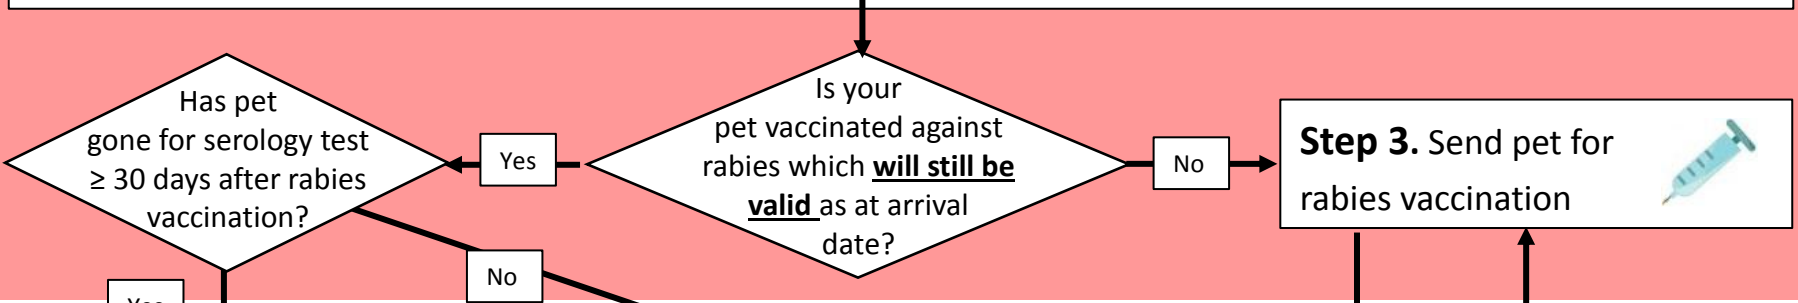 Has pet
gone for serology test
≥ 30 days after rabies
vaccination?
Yes
Is your
pet vaccinated against
rabies which will still be
valid as at arrival
date?
No
Step 3. Send pet for
rabies vaccination
No
Yes